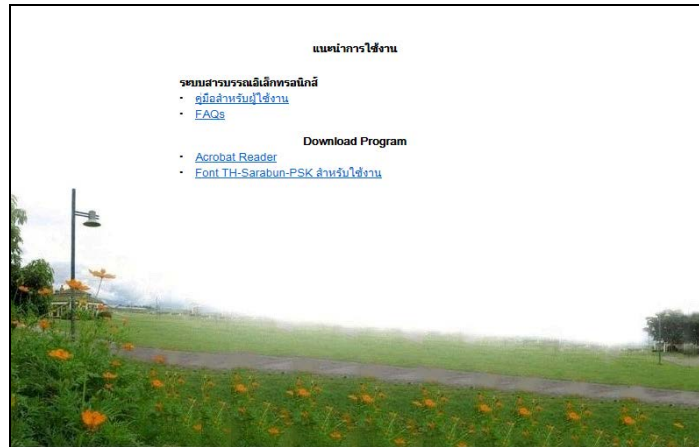 แนะนำการใช้งาน
ระบบสารบรรณอิเล็กทรอนิกส์
- คู่มือสำหรับผู้ใช้งาน
- FAQs
Download Program
- Acrobat Reader
- Font TH-Sarabun-PSK สำหรับใช้งาน